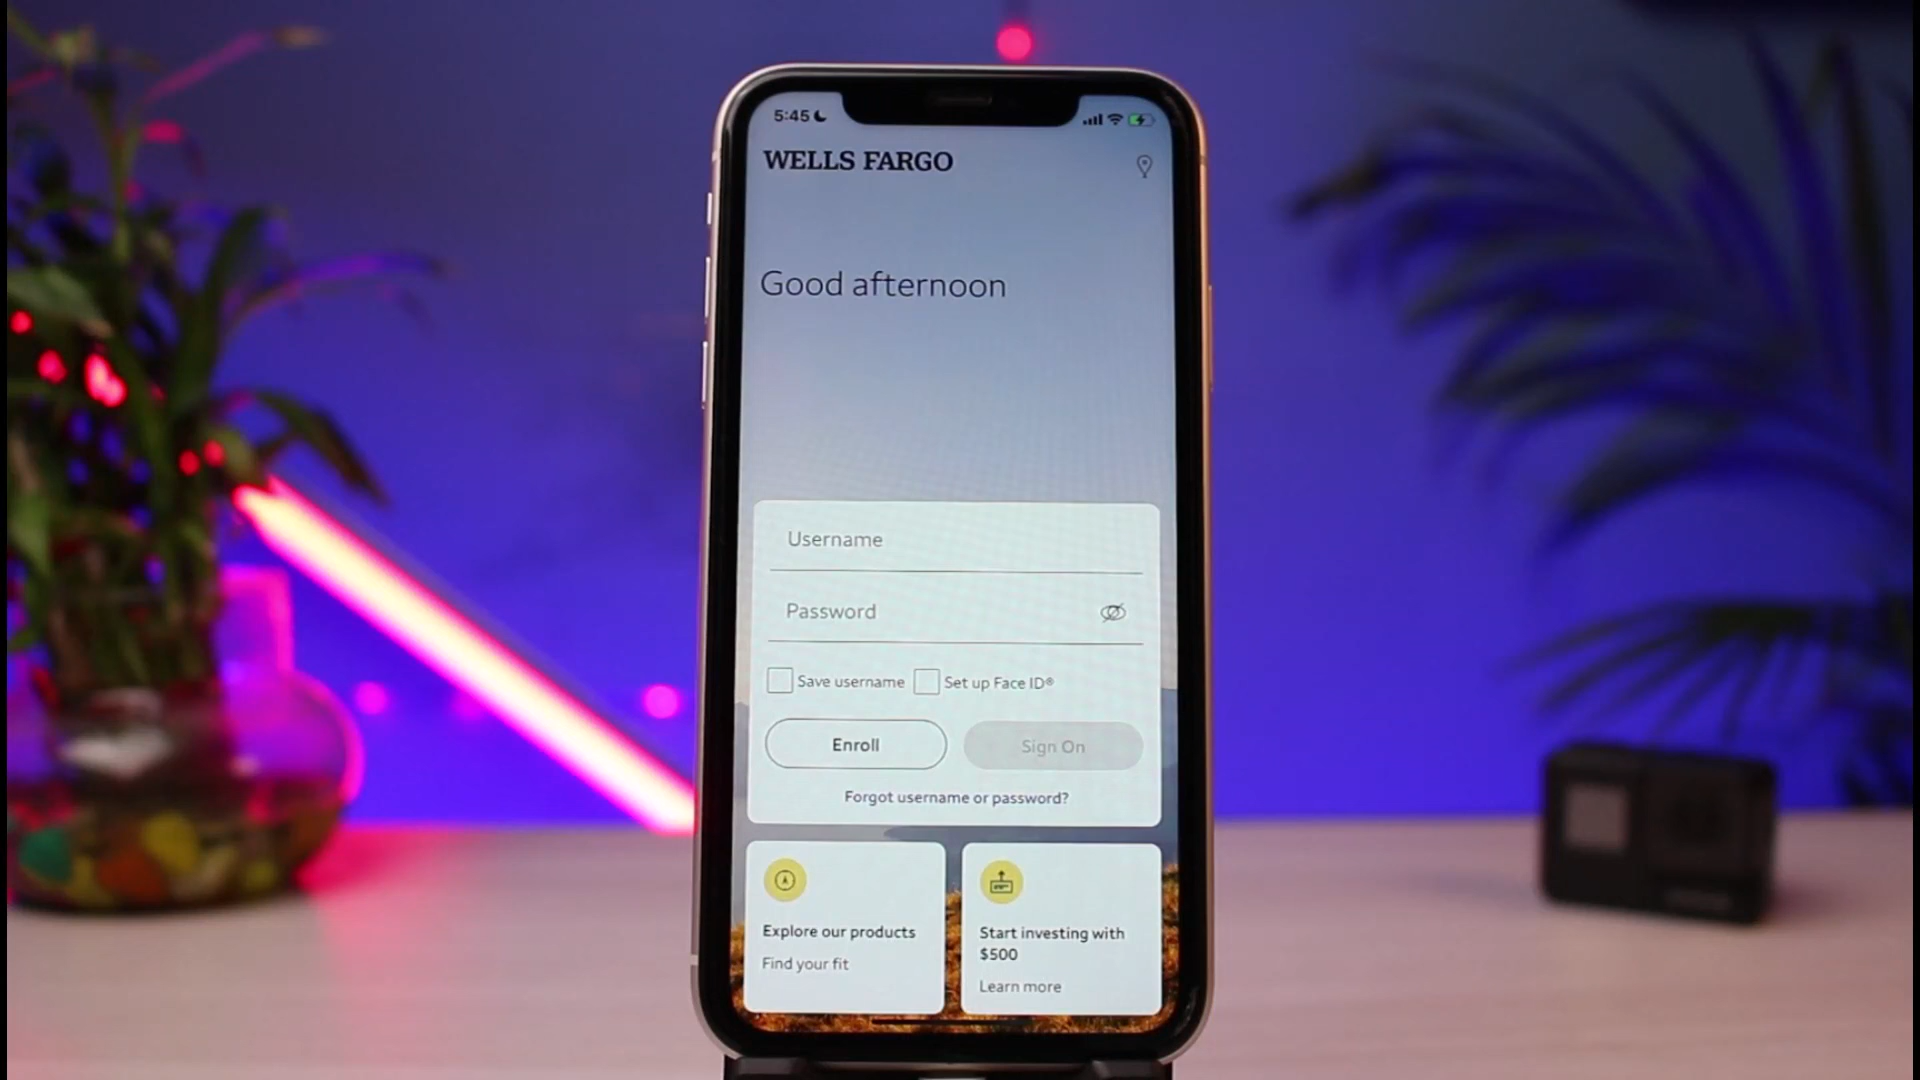 5:45
WELLS FARGO
Good afternoon
Username
Password
Save username
Set up Face ID®
Enroll
Sign On
Forgot username or password?
Explore our products
Find your fit
Start investing with
$500
Learn more